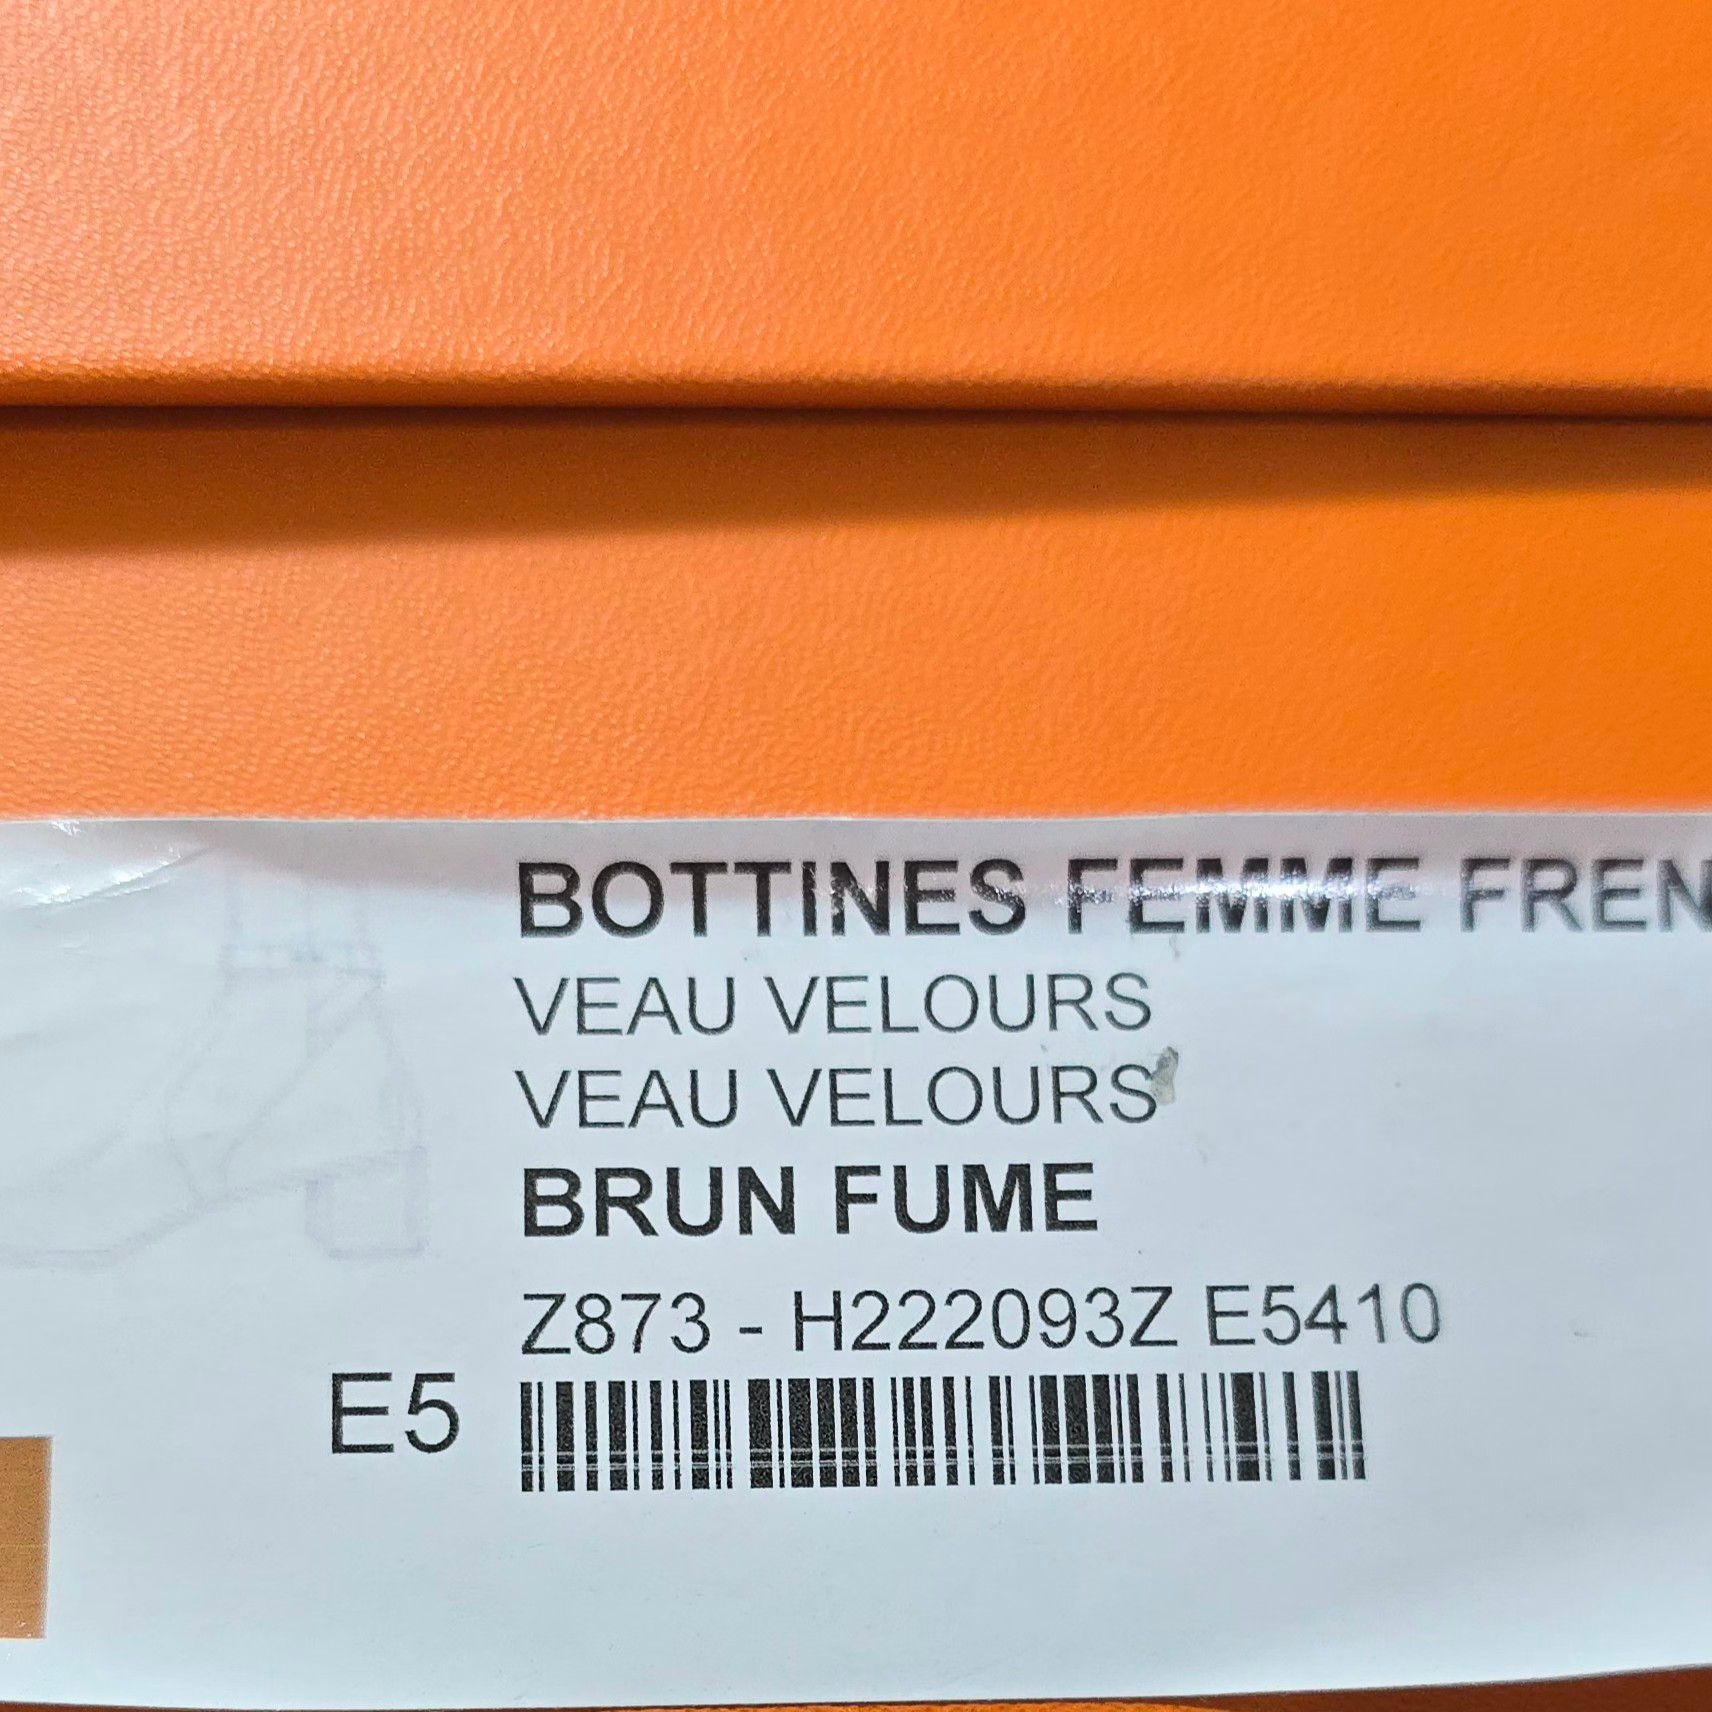 BOTTINES FEMME FREN
VEAU VELOURS
VEAU VELOURS
BRUN FUME
Z873 - H222093Z E5410
E5